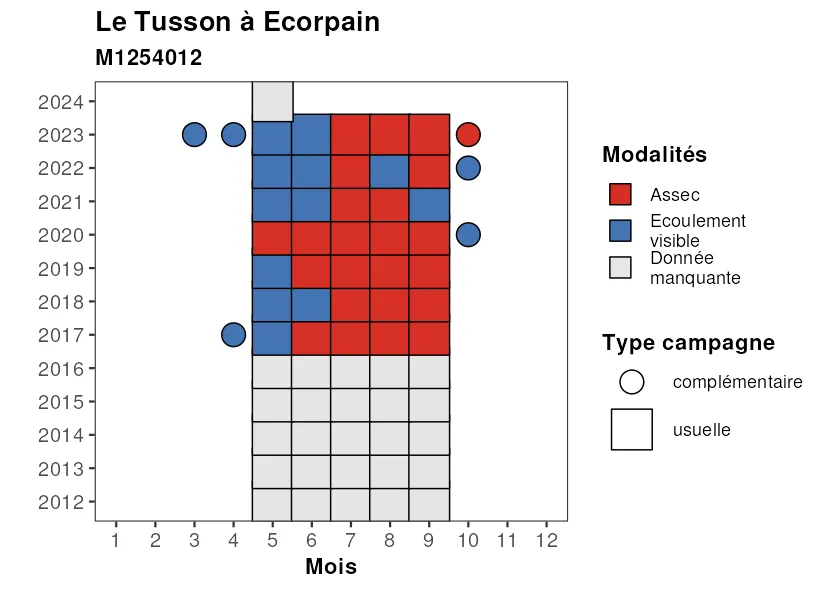 Le Tusson à Ecorpain
M1254012
2024
2023
2022
2021
2020
2019
2018
2017
2016
2015
2014
2013
2012
1 2 3 4 5 6 7 8 9 10 11 12
Mois
Modalités
Assec
Ecoulement
visible
Donnée
manquante
Type campagne
complémentaire
usuelle